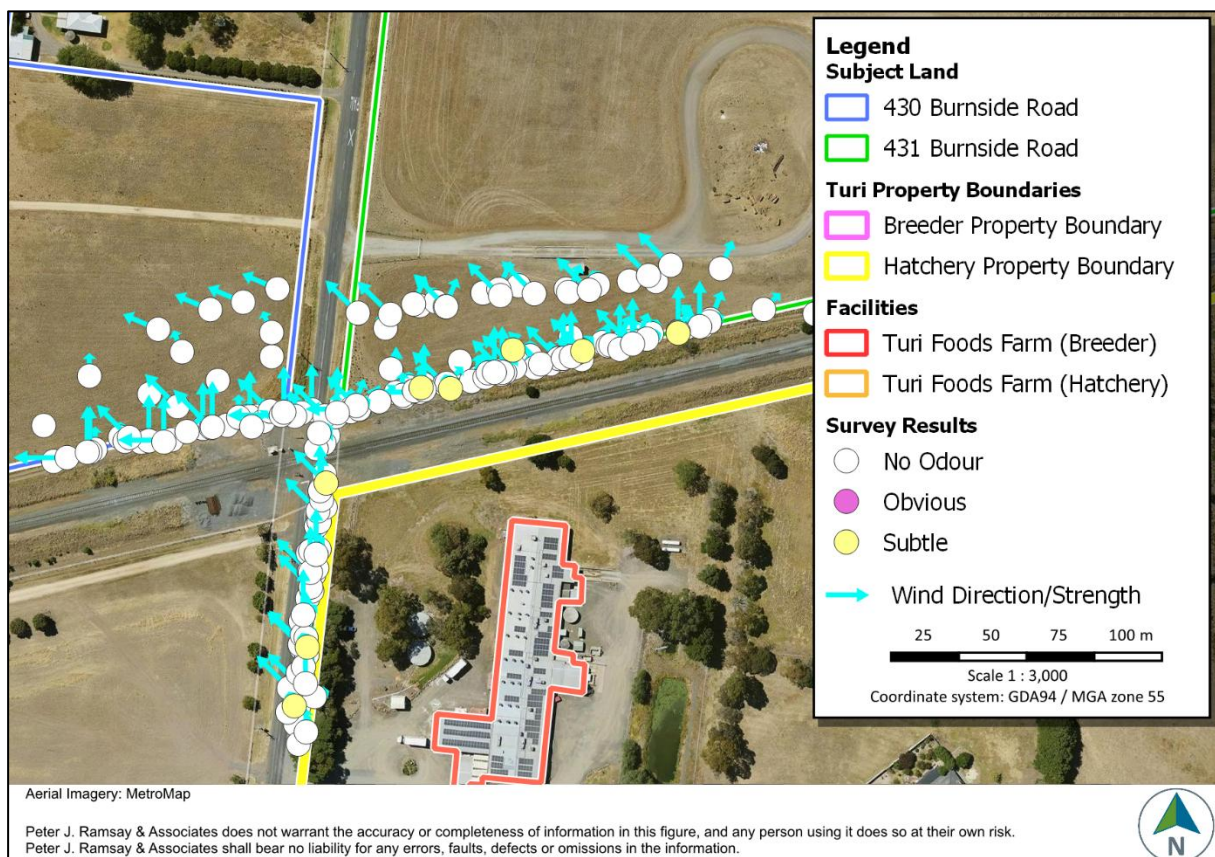 Legend
Subject Land
430 Burnside Road
431 Burnside Road
Turi Property Boundaries
Breeder Property Boundary
Hatchery Property Boundary
Facilities
Turi Foods Farm (Breeder)
Turi Foods Farm (Hatchery)
Survey Results
No Odour
Obvious
Subtle
Wind Direction/Strength
25 50 75 100 m
Scale 1 : 3,000
Coordinate system: GDA94 / MGA zone 55
Aerial Imagery: MetroMap
Peter J. Ramsay & Associates does not warrant the accuracy or completeness of information in this figure, and any person using it does so at their own risk.
Peter J. Ramsay & Associates shall bear no liability for any errors, faults, defects or omissions in the information.
N